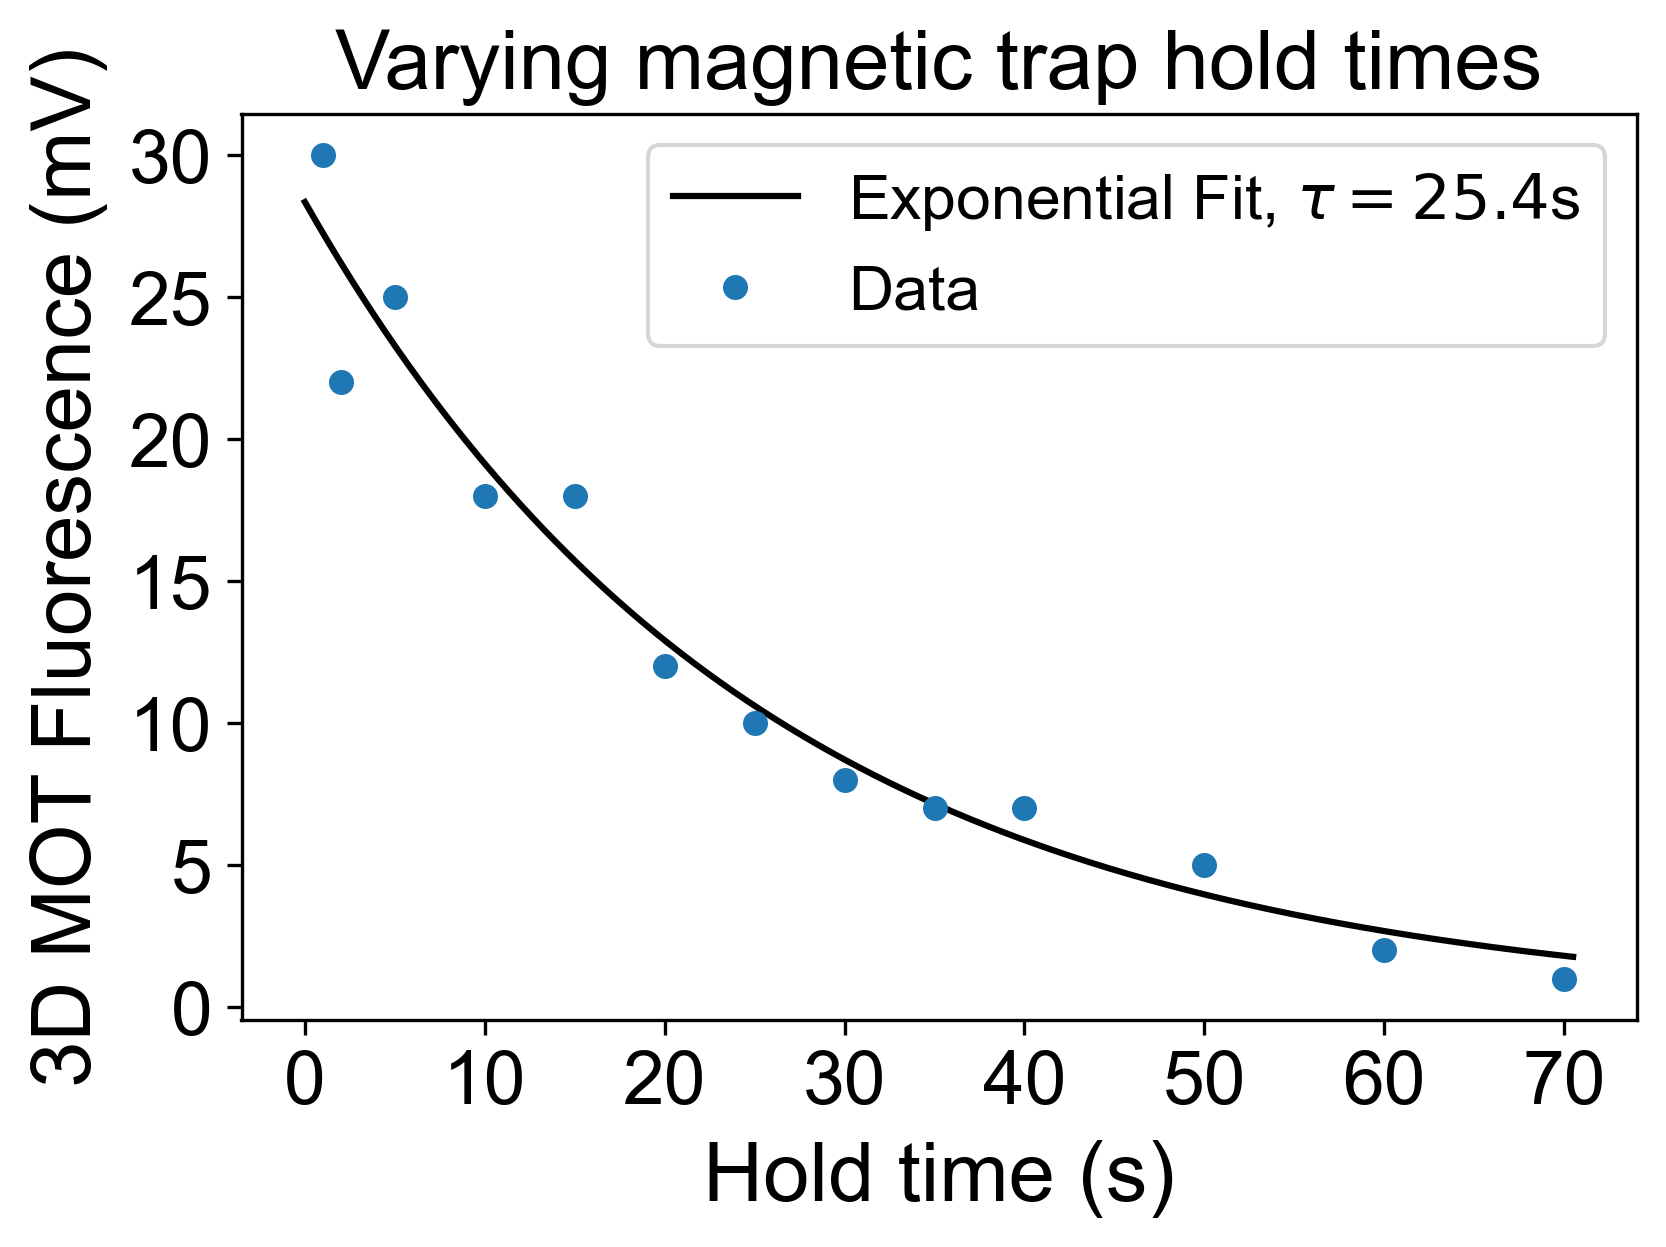 Varying magnetic trap hold times
3D MOT Fluorescence (mV)
30
25
20
15
10
5
0
Exponential Fit, τ = 25.4s
Data
0 10 20 30 40 50 60 70
Hold time (s)